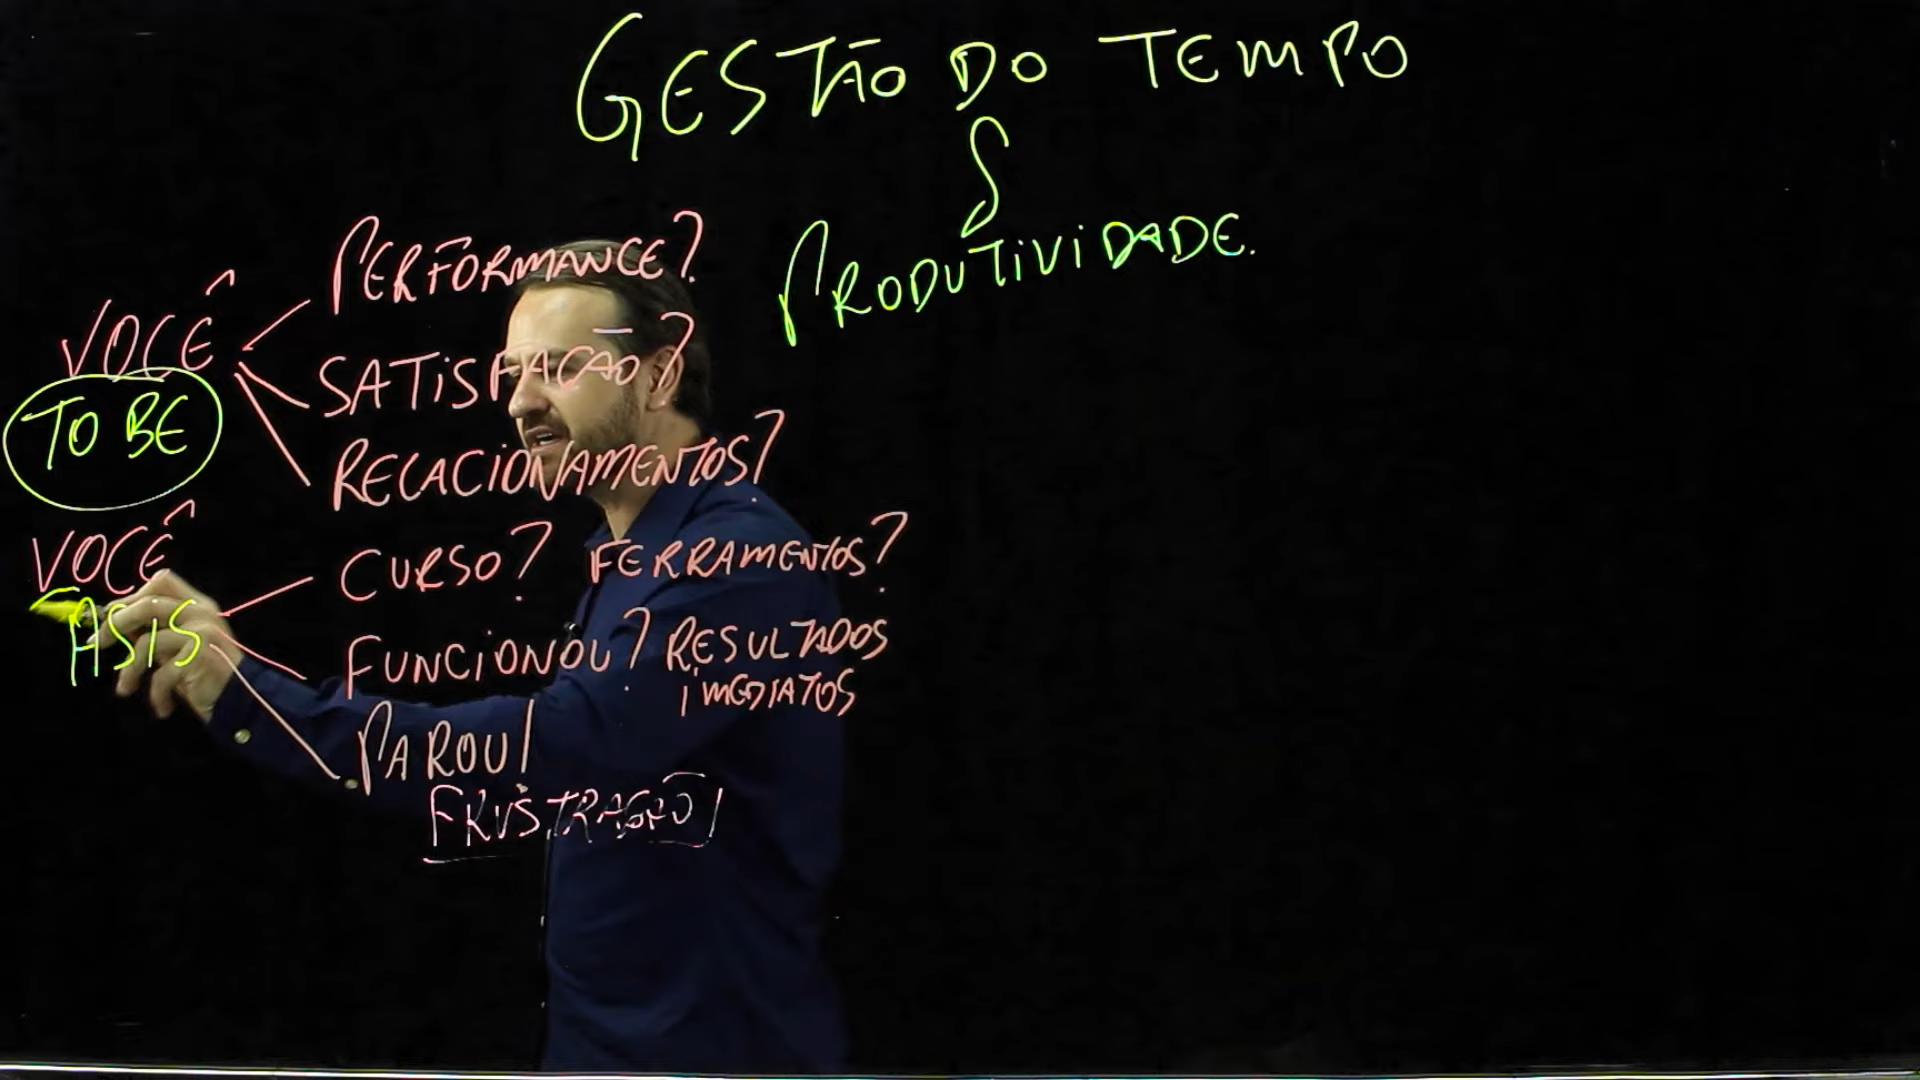 GESTÃO DO TEMPO
&
PRODUTIVIDADE.
VOCÊ
TO BE
PERFORMANCE?
SATISFAÇÃO?
RELACIONAMENTOS?
VOCÊ
AS IS
CURSO? FERRAMENTOS?
FUNCIONOU? RESULTADOS
IMEDIATOS
PAROU!
FRUSTRAÇÃO!